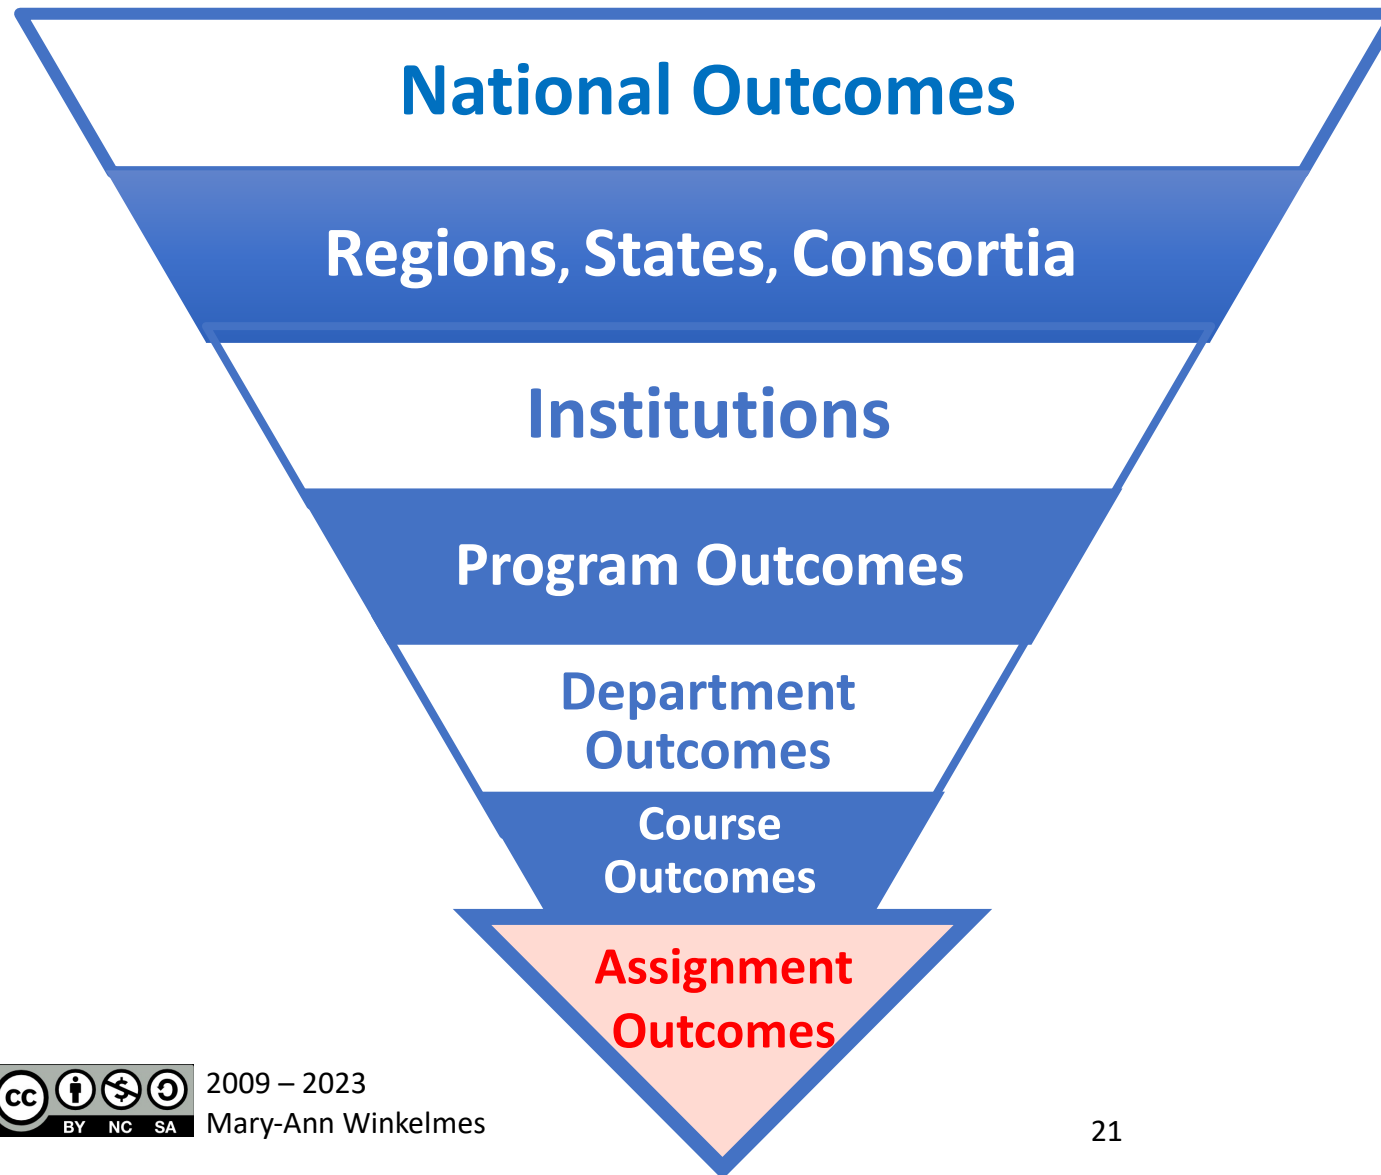 National Outcomes
Regions, States, Consortia
Institutions
Program Outcomes
Department
Outcomes
Course
Outcomes
Assignment
Outcomes
cc
BY NC SA
2009 – 2023
Mary-Ann Winkelmes
21